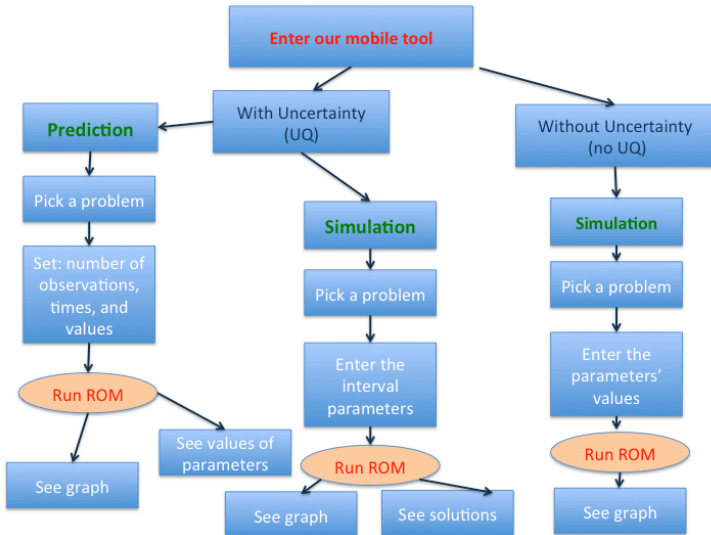 Enter our mobile tool
With Uncertainty
(UQ)
Without Uncertainty
(no UQ)
Prediction
Pick a problem
Set: number of
observations,
times, and
values
Run ROM
See graph
See values of
parameters
Simulation
Pick a problem
Enter the
interval
parameters
Run ROM
See graph
See solutions
Simulation
Pick a problem
Enter the
parameters’
values
Run ROM
See graph